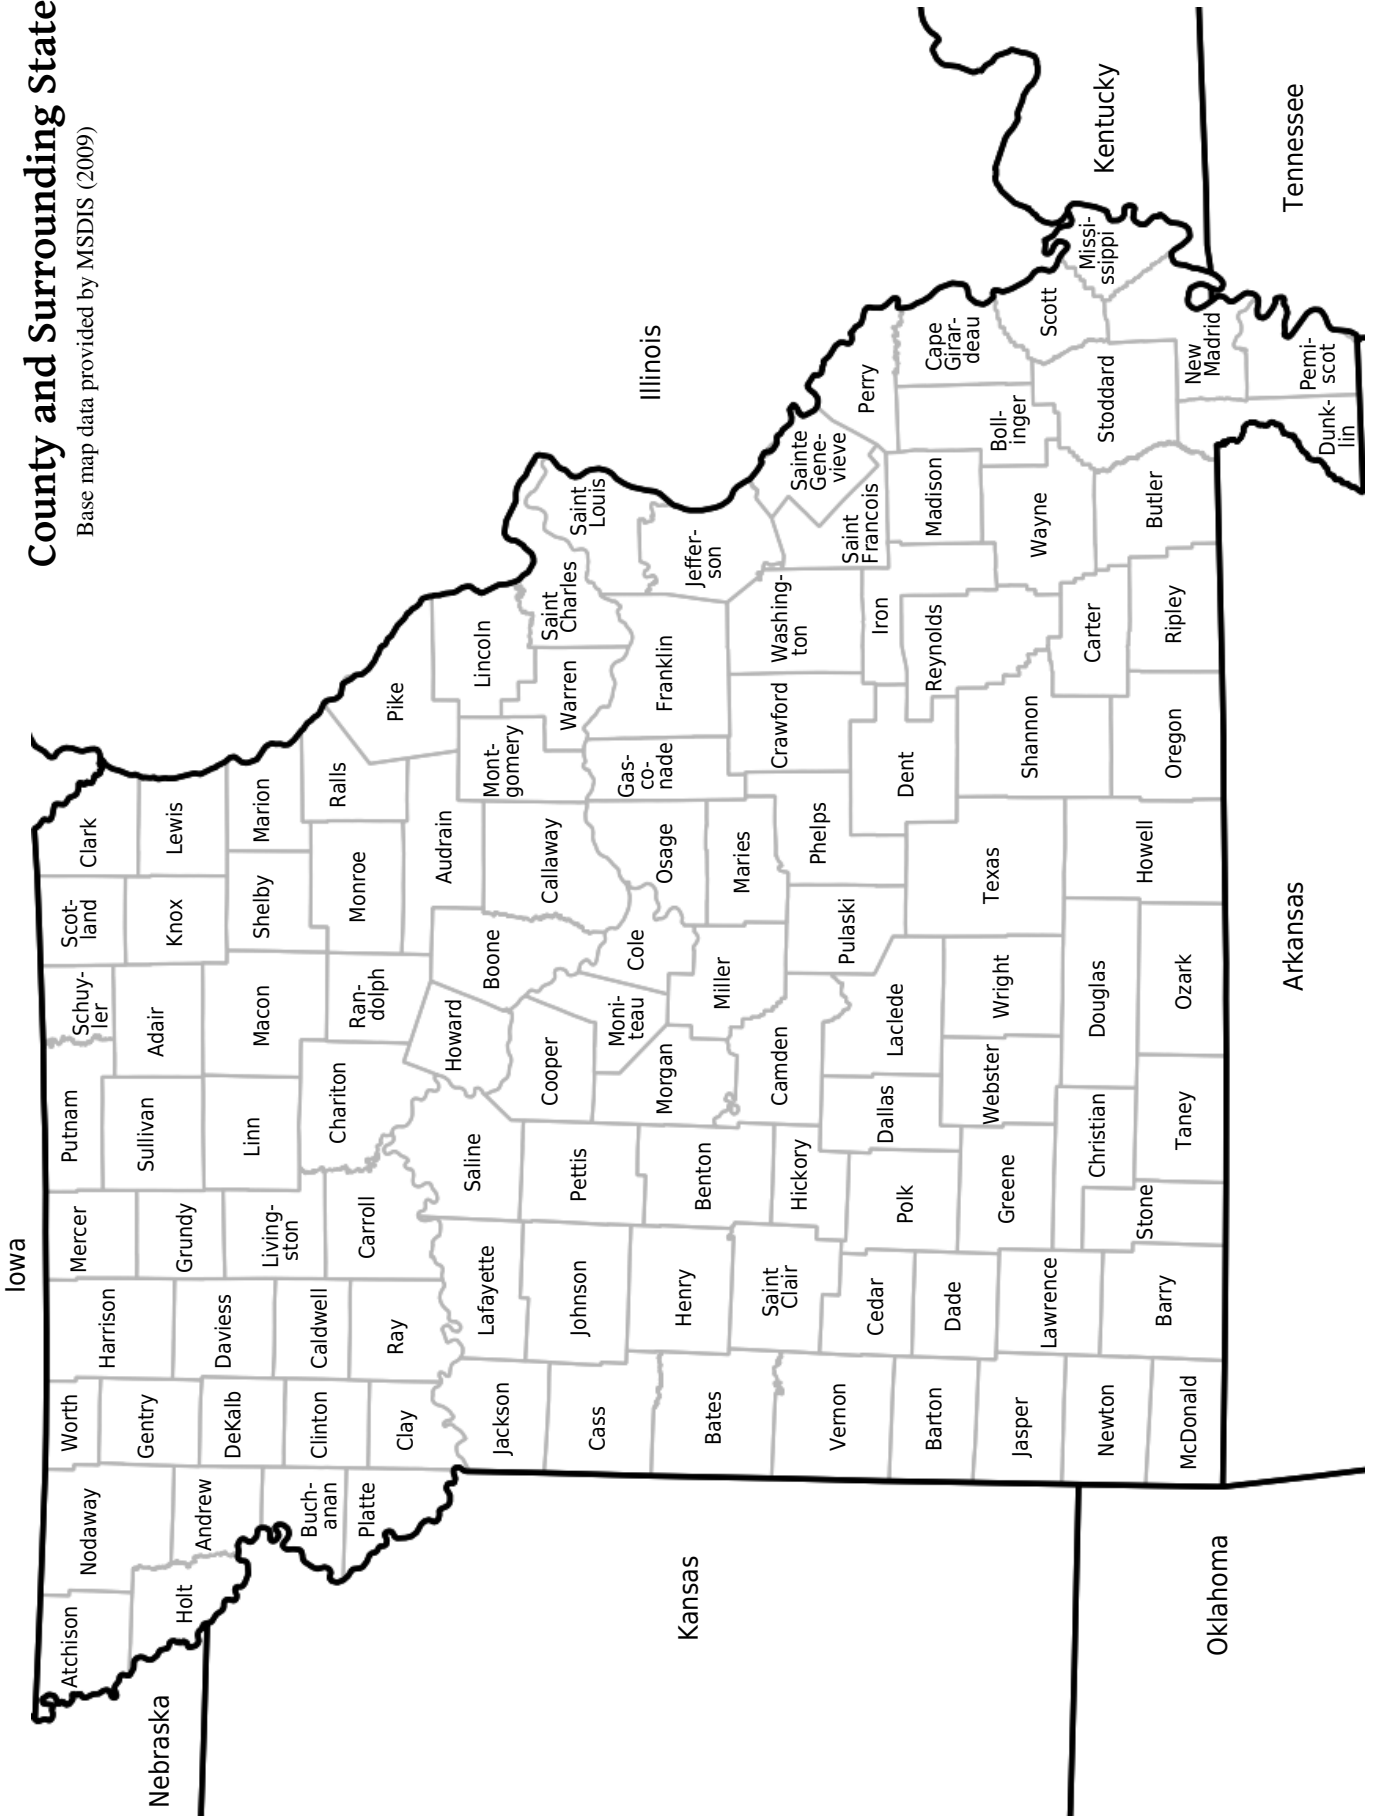 County and Surrounding State
Base map data provided by MSDIS (2009)
Iowa
Nebraska
Kansas
Oklahoma
Arkansas
Illinois
Kentucky
Tennessee
Atchison
Nodaway
Worth
Harrison
Mercer
Putnam
Schuy-
ler
Scot-
land
Clark
Holt
Andrew
Gentry
DeKalb
Daviess
Grundy
Sullivan
Adair
Knox
Lewis
Buch-
anan
Clinton
Caldwell
Living-
ston
Linn
Macon
Shelby
Marion
Platte
Clay
Ray
Carroll
Chariton
Ran-
dolph
Monroe
Ralls
Pike
Jackson
Lafayette
Saline
Howard
Boone
Audrain
Callaway
Mont-
gomery
Lincoln
Warren
Saint
Charles
Saint
Louis
Cass
Johnson
Pettis
Cooper
Moni-
teau
Cole
Osage
Gas-
co-
nade
Franklin
Jeffer-
son
Bates
Henry
Benton
Morgan
Miller
Maries
Phelps
Crawford
Washing-
ton
Saint
Francois
Sainte
Gene-
vieve
Perry
Vernon
Saint
Clair
Hickory
Camden
Pulaski
Dent
Iron
Madison
Boll-
inger
Cape
Girar-
deau
Barton
Cedar
Polk
Dallas
Laclede
Texas
Shannon
Reynolds
Wayne
Stoddard
Scott
Missi-
ssippi
Jasper
Dade
Greene
Webster
Wright
Carter
Butler
New
Madrid
Newton
Lawrence
Christian
Douglas
Howell
Oregon
Ripley
Dunk-
lin
Pemi-
scot
McDonald
Barry
Stone
Taney
Ozark